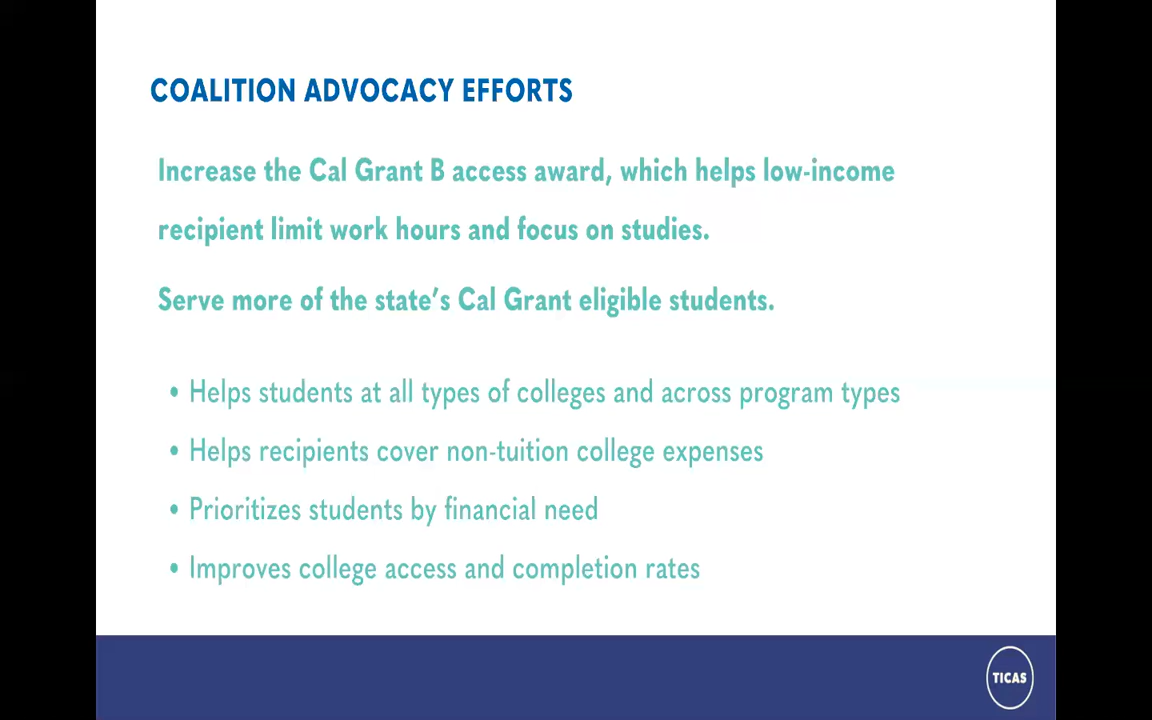 COALITION ADVOCACY EFFORTS
Increase the Cal Grant B access award, which helps low-income
recipient limit work hours and focus on studies.
Serve more of the state’s Cal Grant eligible students.
• Helps students at all types of colleges and across program types
• Helps recipients cover non-tuition college expenses
• Prioritizes students by financial need
• Improves college access and completion rates
TICAS